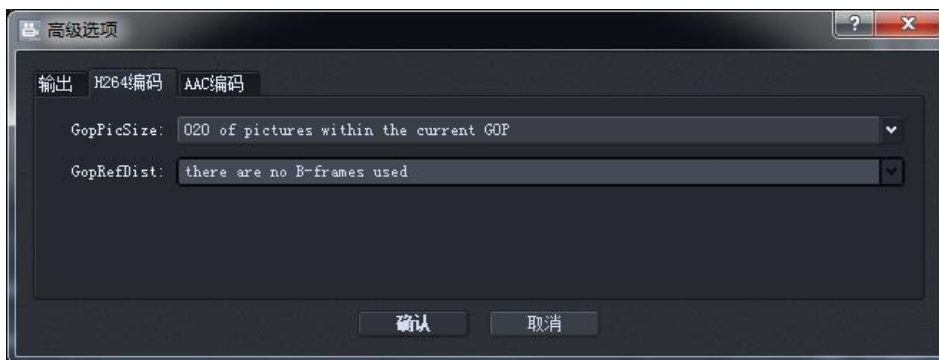 高级选项
输出 H264编码 AAC编码
GopPicSize: 020 of pictures within the current GOP
GopRefDist: there are no B-frames used
确认 取消